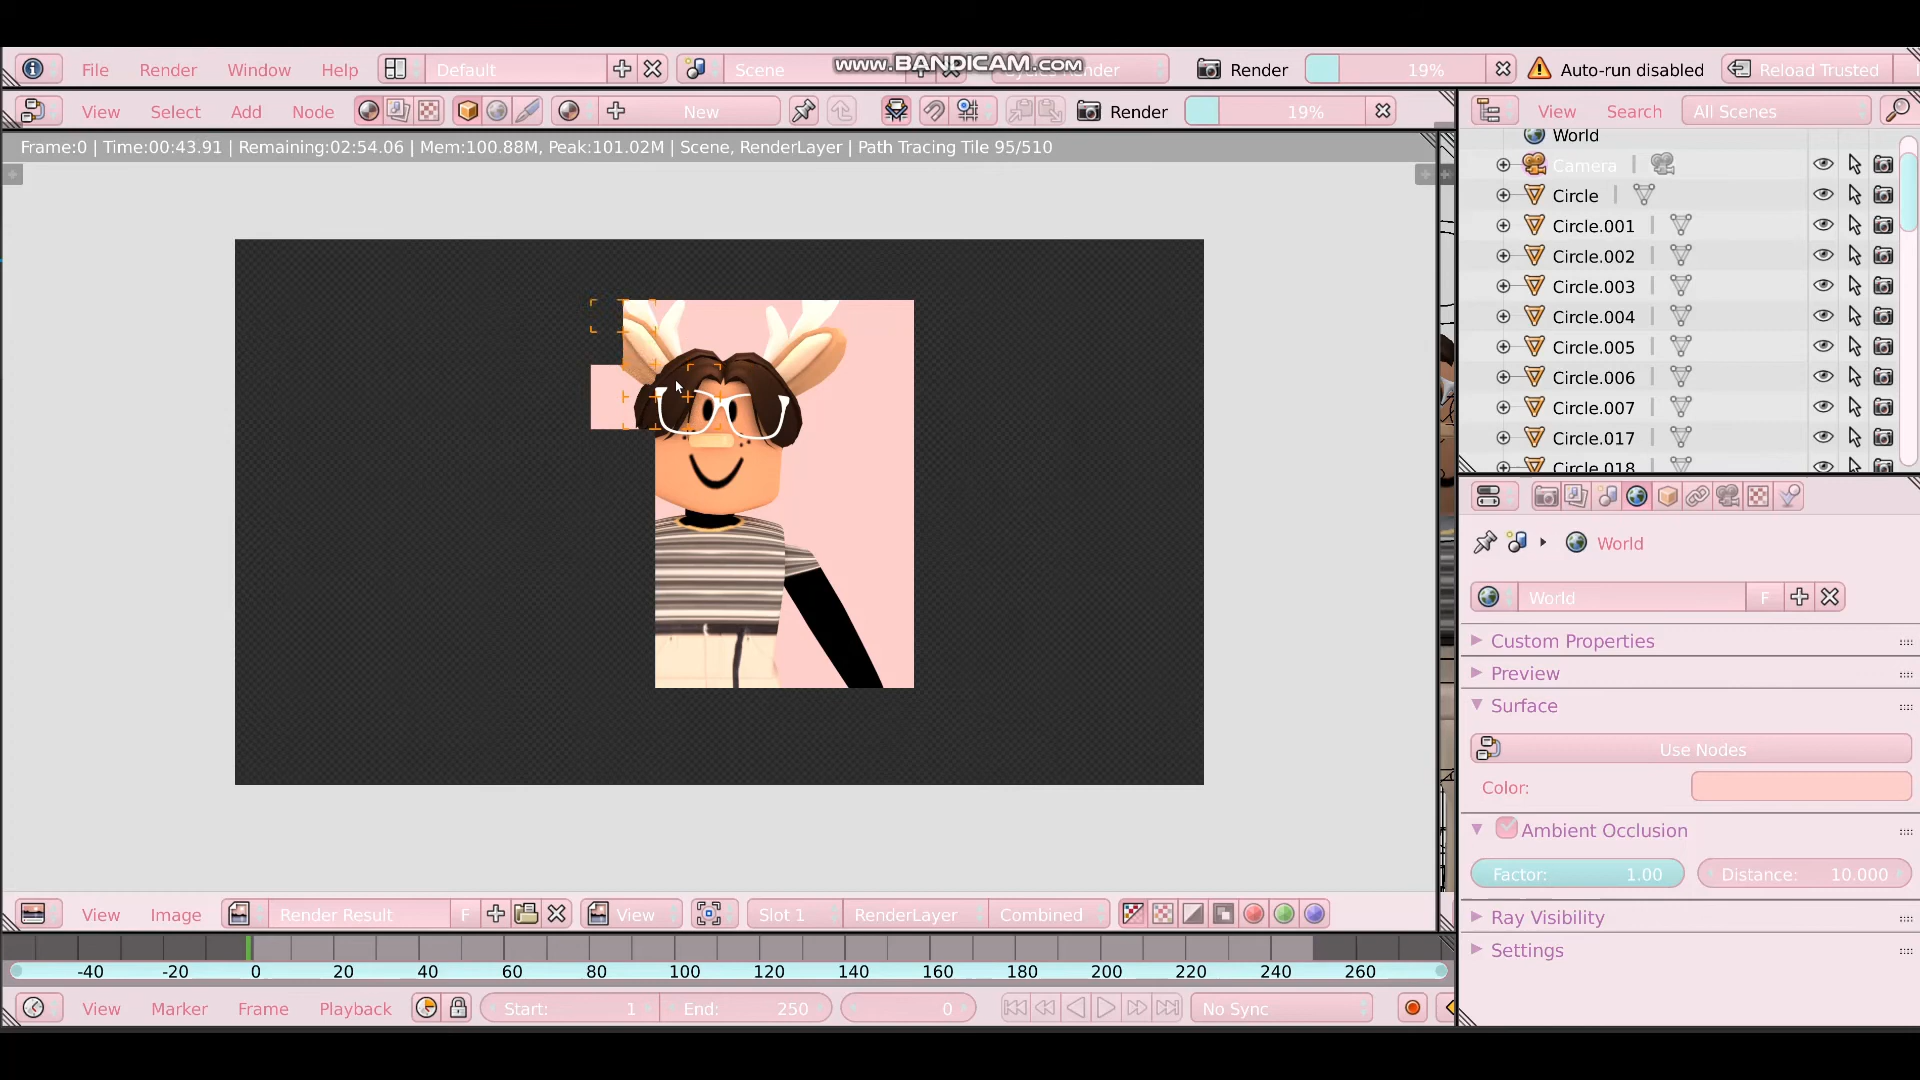 File Render Window Help Default Scene www.BANDICAM.com Render Render 19% Auto-run disabled Reload Trusted
View Select Add Node New Render 19% View Search All Scenes
Frame:0 | Time:00:43.91 | Remaining:02:54.06 | Mem:100.88M, Peak:101.02M | Scene, RenderLayer | Path Tracing Tile 95/510
World
Camera
Circle
Circle.001
Circle.002
Circle.003
Circle.004
Circle.005
Circle.006
Circle.007
Circle.017
Circle.018
World
World F
Custom Properties
Preview
Surface
Use Nodes
Color:
Ambient Occlusion
Factor: 1.00 Distance: 10.000
Ray Visibility
Settings
View Image Render Result F View Slot 1 RenderLayer Combined
-40 -20 0 20 40 60 80 100 120 140 160 180 200 220 240 260
View Marker Frame Playback Start: 1 End: 250 0 No Sync